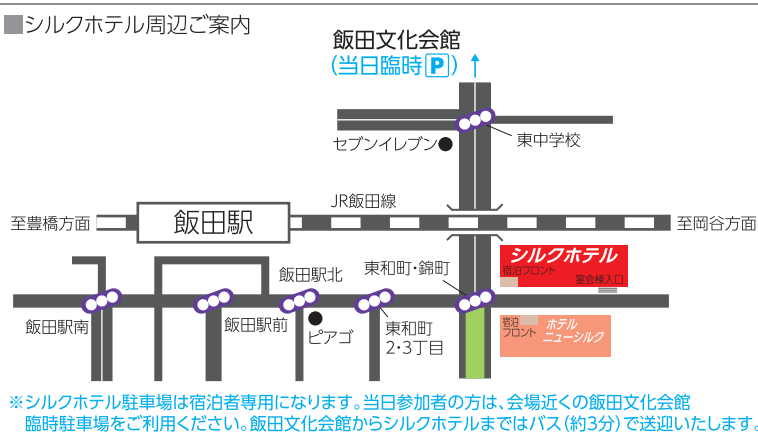 ■シルクホテル周辺ご案内
飯田文化会館
(当日臨時P)
東中学校
セブンイレブン
JR飯田線
至豊橋方面
飯田駅
至岡谷方面
シルクホテル
宿泊フロント
宴会棟入口
東和町・錦町
飯田駅北
飯田駅南
飯田駅前
ピアゴ
東和町
2・3丁目
宿泊
フロント
ホテル
ニューシルク
※シルクホテル駐車場は宿泊者専用になります。当日参加者の方は、会場近くの飯田文化会館
臨時駐車場をご利用ください。飯田文化会館からシルクホテルまではバス(約3分)で送迎いたします。